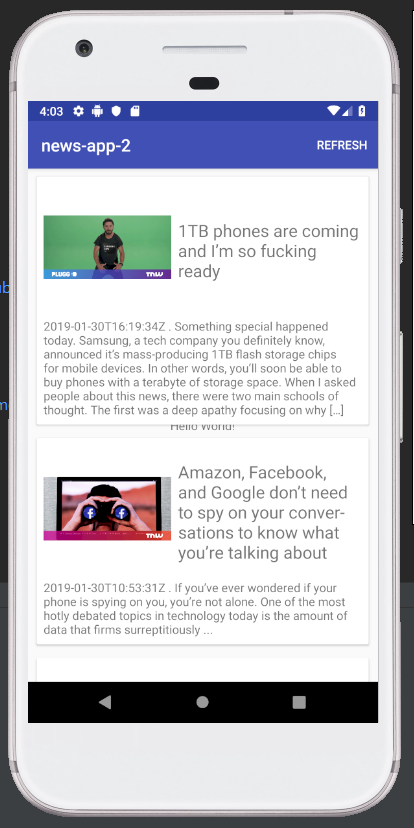 4:03
news-app-2 REFRESH
PLUGG TNW
1TB phones are coming
and I'm so fucking
ready
2019-01-30T16:19:34Z . Something special happened
today. Samsung, a tech company you definitely know,
announced it's mass-producing 1TB flash storage chips
for mobile devices. In other words, you'll soon be able to
buy phones with a terabyte of storage space. When I asked
people about this news, there were two main schools of
thought. The first was a deep apathy focusing on why […]
Hello World!
TNW
Amazon, Facebook,
and Google don't need
to spy on your conver-
sations to know what
you're talking about
2019-01-30T10:53:31Z . If you've ever wondered if your
phone is spying on you, you're not alone. One of the most
hotly debated topics in technology today is the amount of
data that firms surreptitiously ...